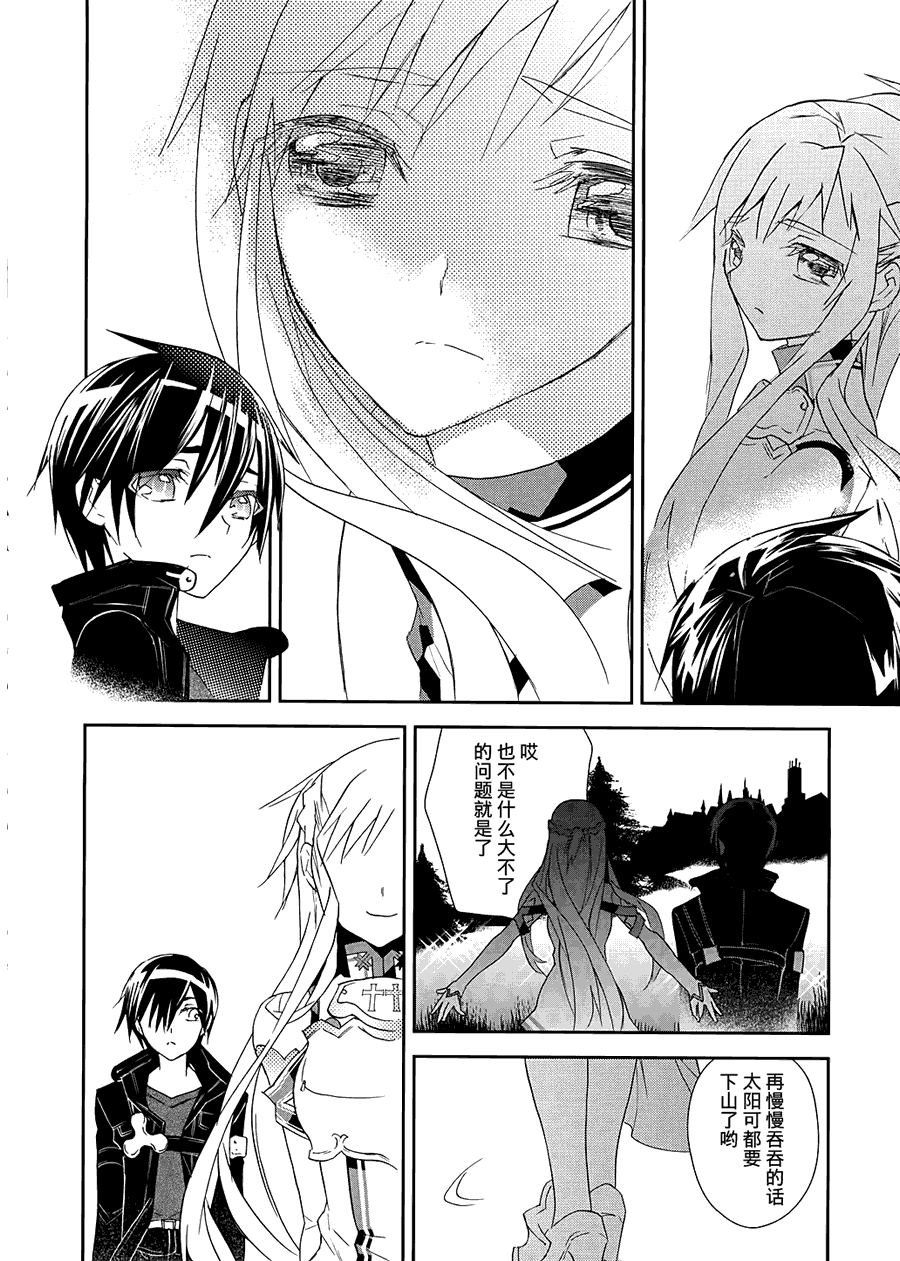 哎
也不是什么大不了
的问题就是了
再慢慢吞吞的话
太阳可都要
下山了哟